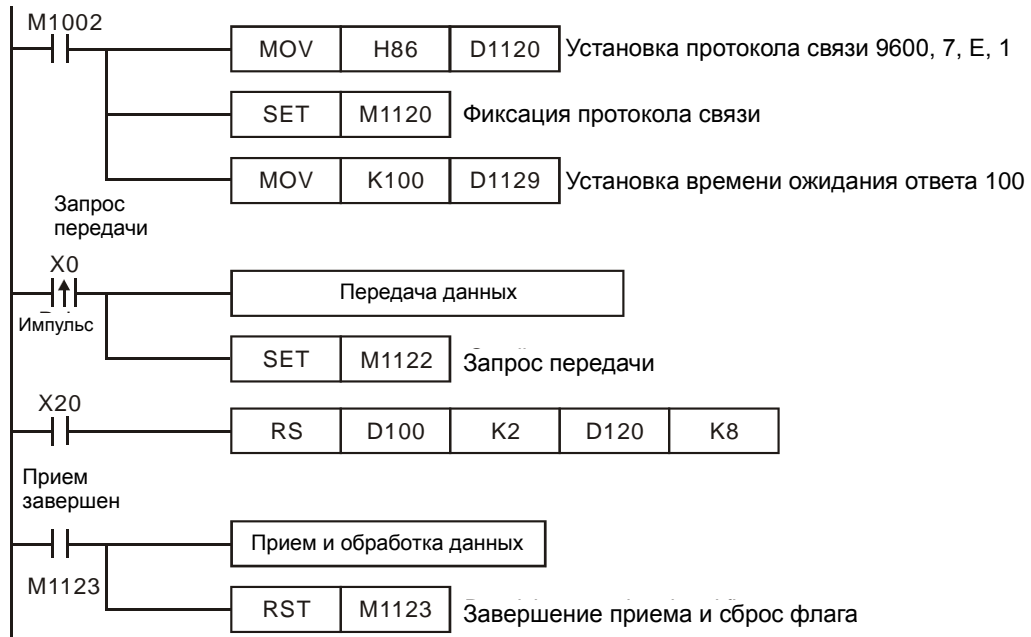 M1002
MOV H86 D1120 Установка протокола связи 9600, 7, E, 1
SET M1120 Фиксация протокола связи
MOV K100 D1129 Установка времени ожидания ответа 100
Запрос
передачи
X0
Передача данных
Импульс
SET M1122 Запрос передачи
X20
RS D100 K2 D120 K8
Прием
завершен
Прием и обработка данных
M1123
RST M1123 Завершение приема и сброс флага